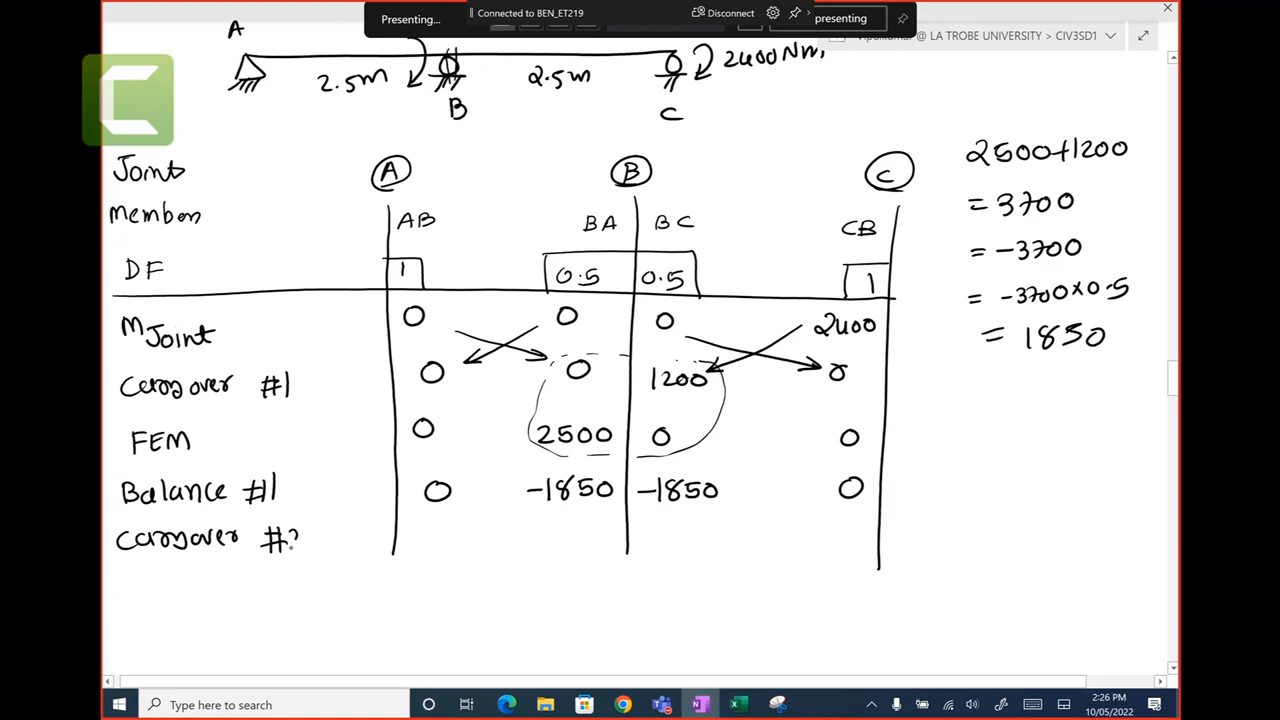 Presenting...
Connected to BEN_ET219
Disconnect
presenting
@ LA TROBE UNIVERSITY > CIV3SD1
A
2.5m
2.5m
2400Nm,
B
C
Joint
A
B
C
Member
AB
BA
BC
CB
DF
1
0.5
0.5
1
MJoint
0
0
0
2400
Carryover #1
0
0
1200
0
FEM
0
2500
0
0
Balance #1
0
-1850
-1850
0
Carryover #2
2500+1200
= 3700
= -3700
= -3700×0.5
= 1850
C
Type here to search
2:26 PM
10/05/2022